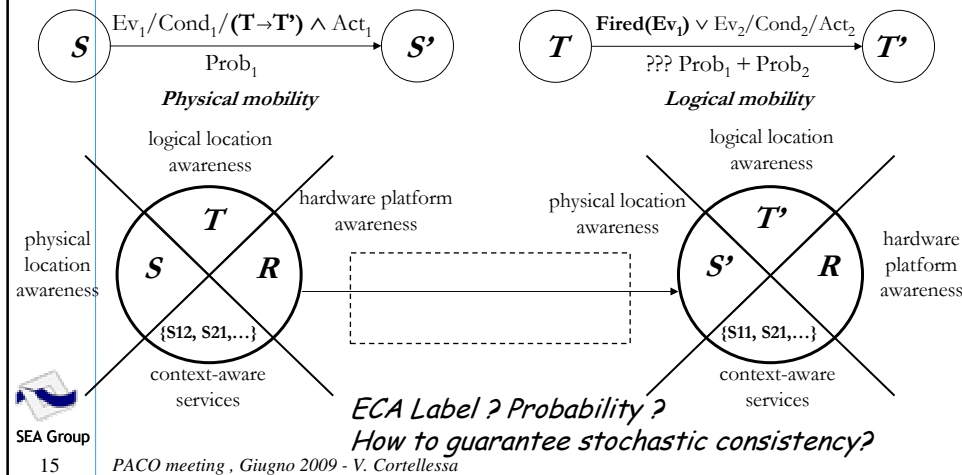 S Ev₁/Cond₁/(T→T') ∧ Act₁ S' T Fired(Ev₁) ∨ Ev₂/Cond₂/Act₂ T'
Prob₁ ??? Prob₁ + Prob₂
Physical mobility Logical mobility
logical location
awareness
T
hardware platform
awareness
physical
location
awareness
S R
{S12, S21,…}
context-aware
services
logical location
awareness
physical location
awareness
T'
S' R
hardware
platform
awareness
{S11, S21,…}
context-aware
services
ECA Label ? Probability ?
How to guarantee stochastic consistency?
SEA Group
15 PACO meeting , Giugno 2009 - V. Cortellessa